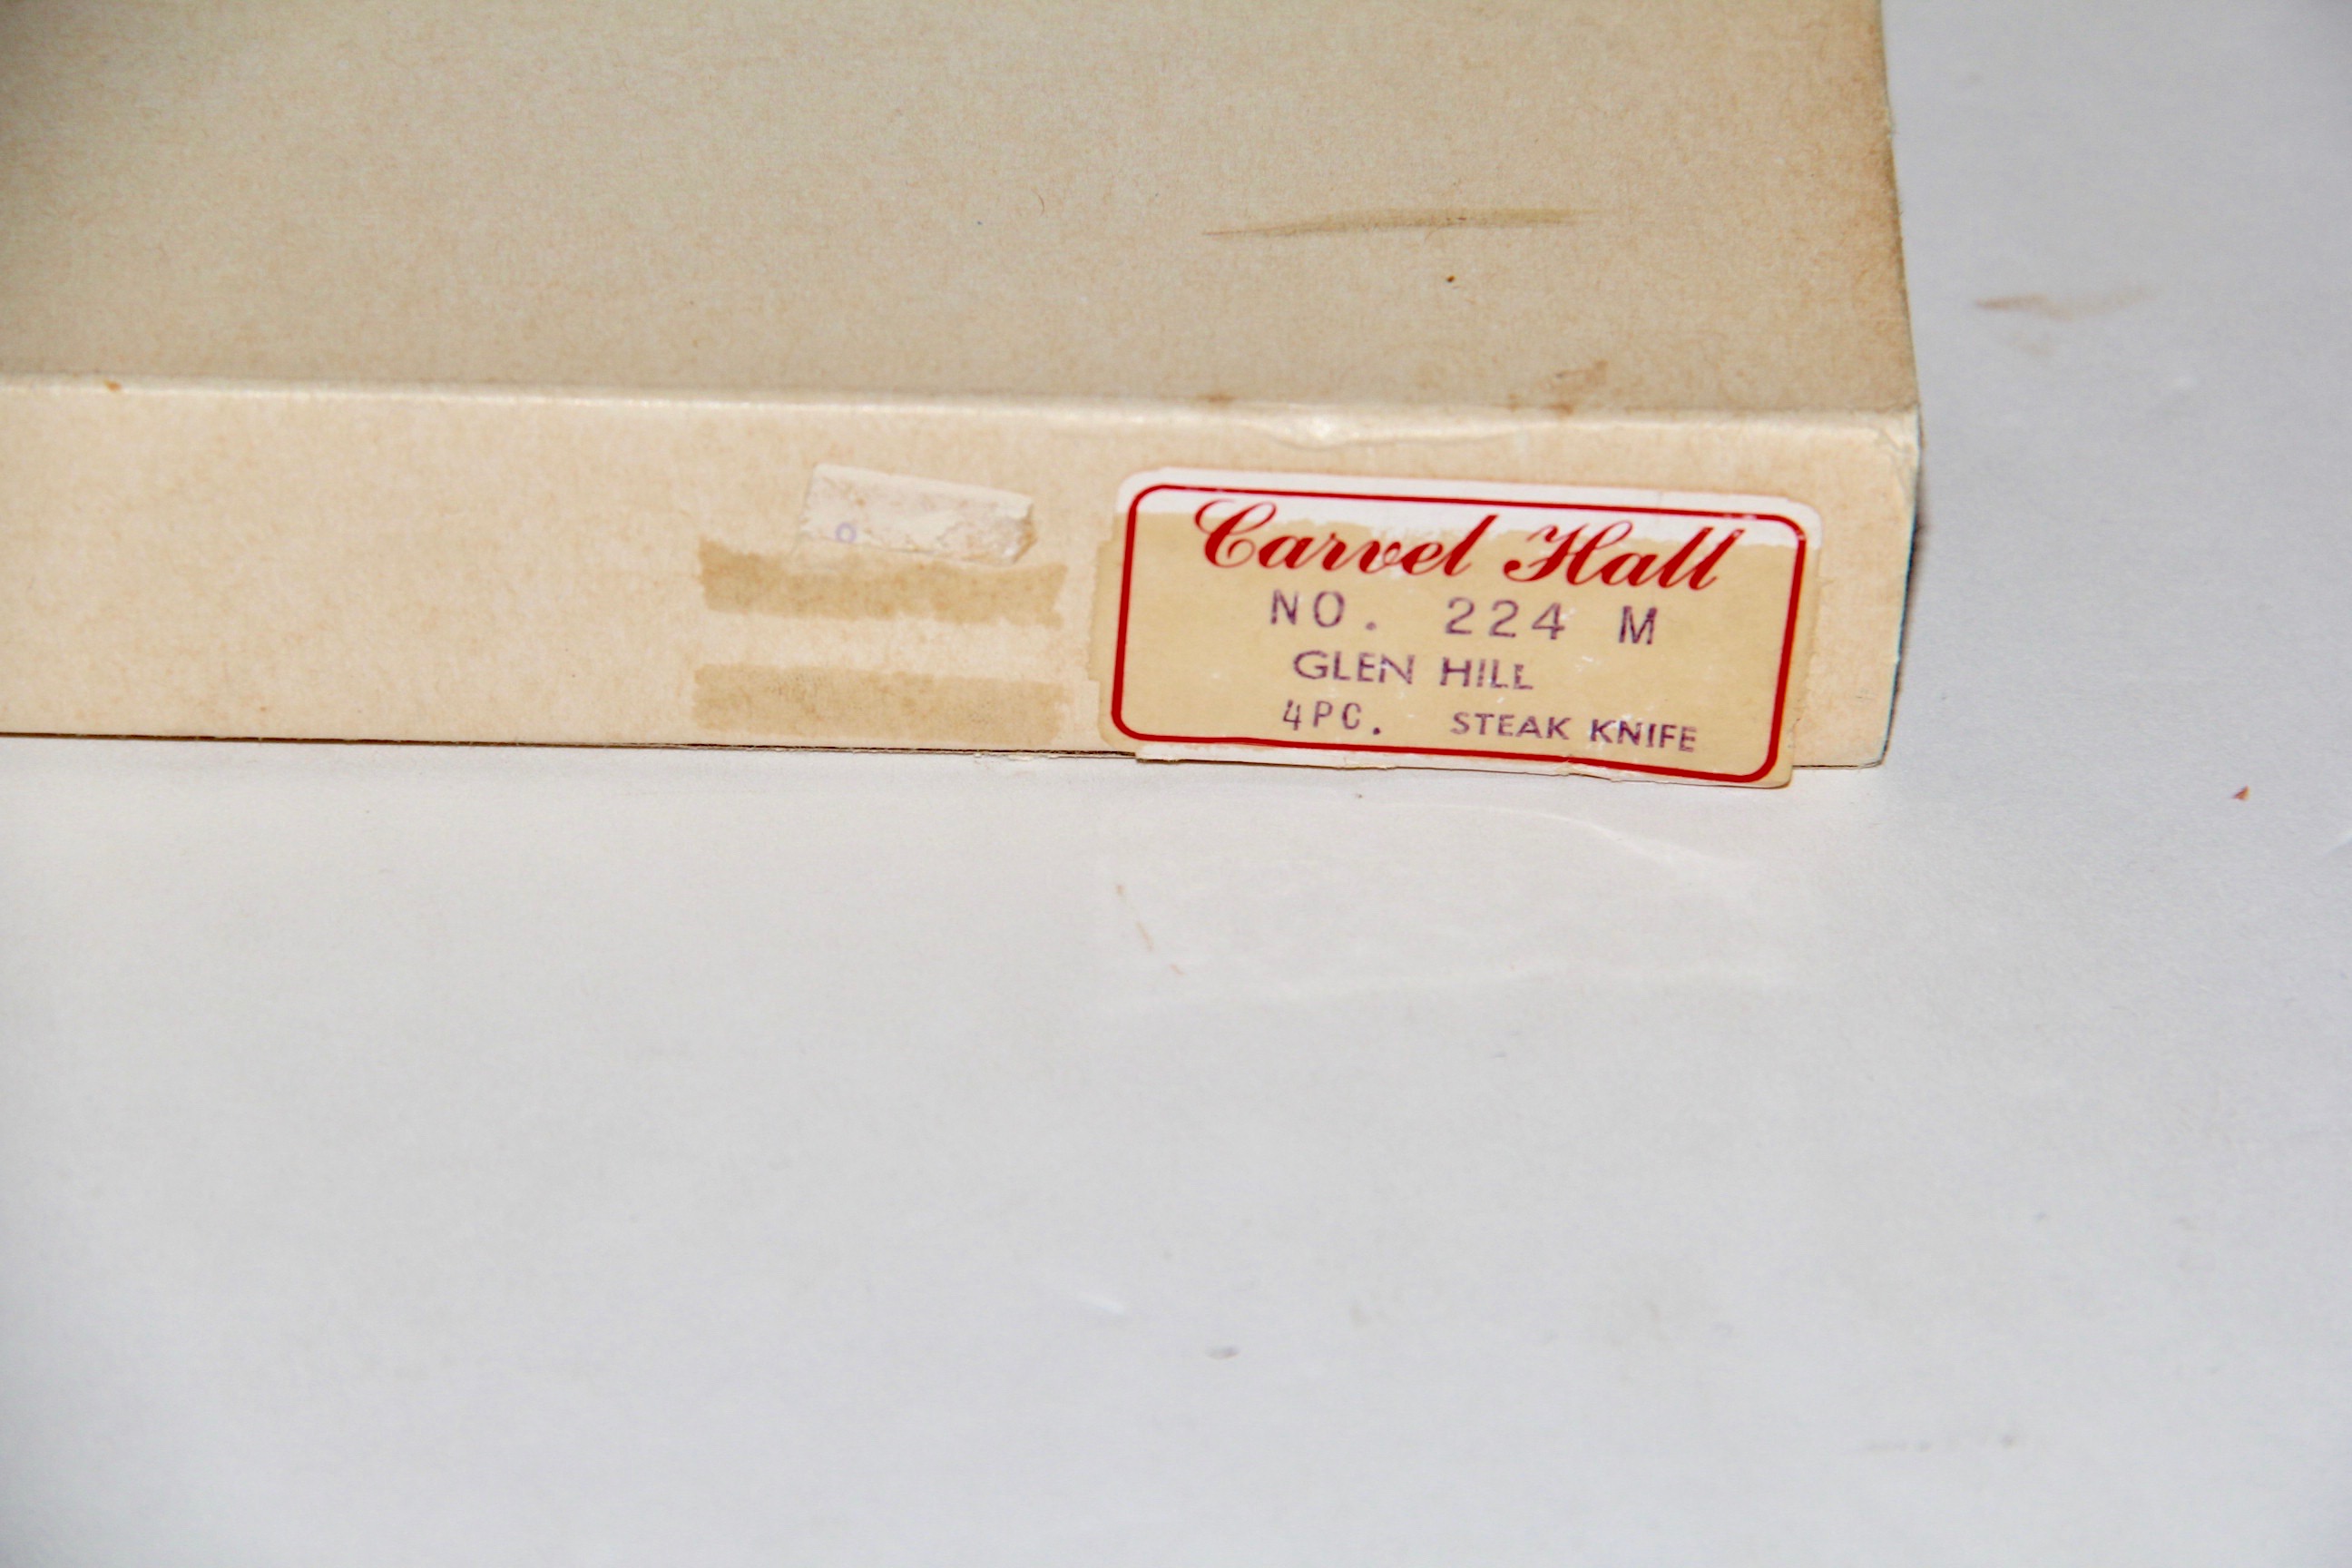 Carvel Hall
NO. 224 M
GLEN HILL
4PC. STEAK KNIFE